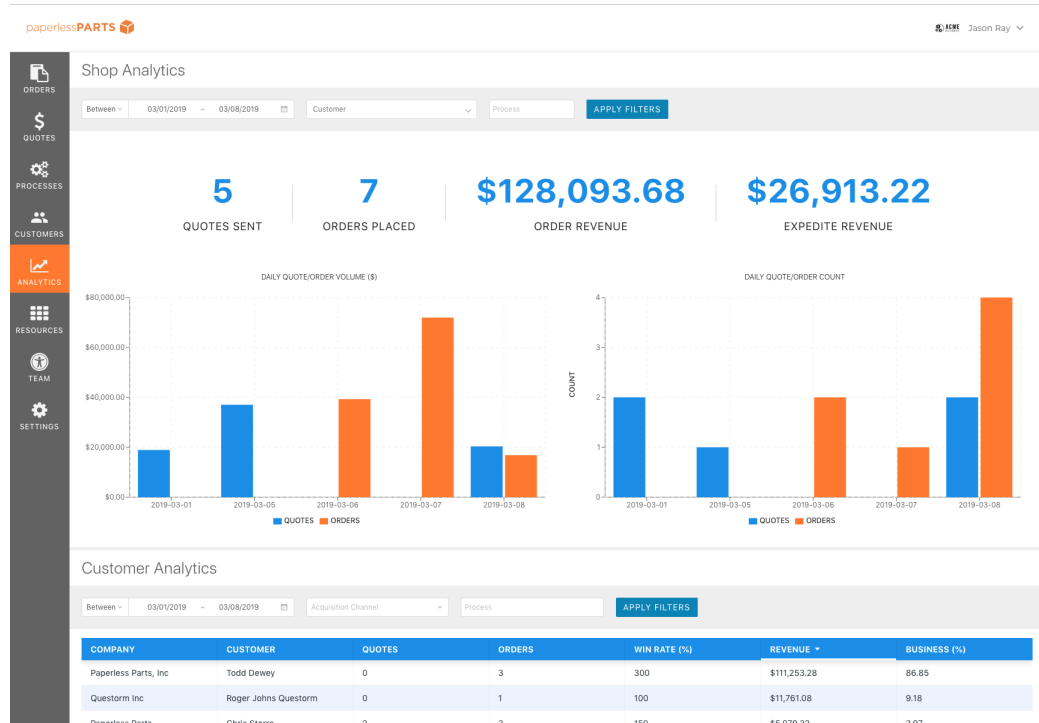 paperlessPARTS
ACME
Jason Ray
ORDERS
QUOTES
PROCESSES
CUSTOMERS
ANALYTICS
RESOURCES
TEAM
SETTINGS
Shop Analytics
Between 03/01/2019 ~ 03/08/2019 Customer Process APPLY FILTERS
5 7 $128,093.68 $26,913.22
QUOTES SENT ORDERS PLACED ORDER REVENUE EXPEDITE REVENUE
DAILY QUOTE/ORDER VOLUME ($)
$80,000.00
$60,000.00
$40,000.00
$20,000.00
$0.00
2019-03-01 2019-03-05 2019-03-06 2019-03-07 2019-03-08
QUOTES ORDERS
DAILY QUOTE/ORDER COUNT
COUNT
4
3
2
1
0
2019-03-01 2019-03-05 2019-03-06 2019-03-07 2019-03-08
QUOTES ORDERS
Customer Analytics
Between 03/01/2019 ~ 03/08/2019 Acquisition Channel Process APPLY FILTERS
COMPANY CUSTOMER QUOTES ORDERS WIN RATE (%) REVENUE BUSINESS (%)
Paperless Parts, Inc Todd Dewey 0 3 300 $111,253.28 86.85
Questorm Inc Roger Johns Questorm 0 1 100 $11,761.08 9.18